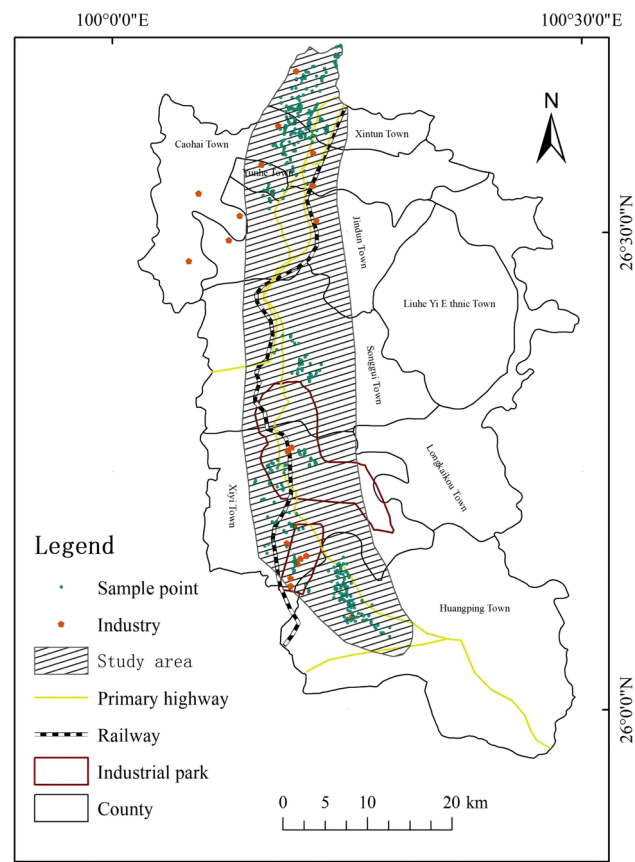 100°0'0"E
100°30'0"E
N
Caohai Town
Xintun Town
Yunhe Town
Jindun Town
26°30'0"N
Liuhe Yi E thnic Town
Songgui Town
Longkaikou Town
Xiyi Town
Legend
Sample point
Industry
Study area
Primary highway
Railway
Industrial park
County
Huangping Town
26°0'0"N
0 5 10 20 km